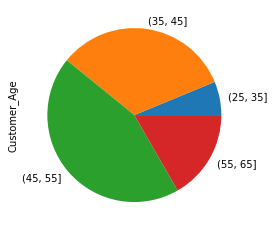 (35, 45]
(25, 35]
Customer_Age
(45, 55]
(55, 65]